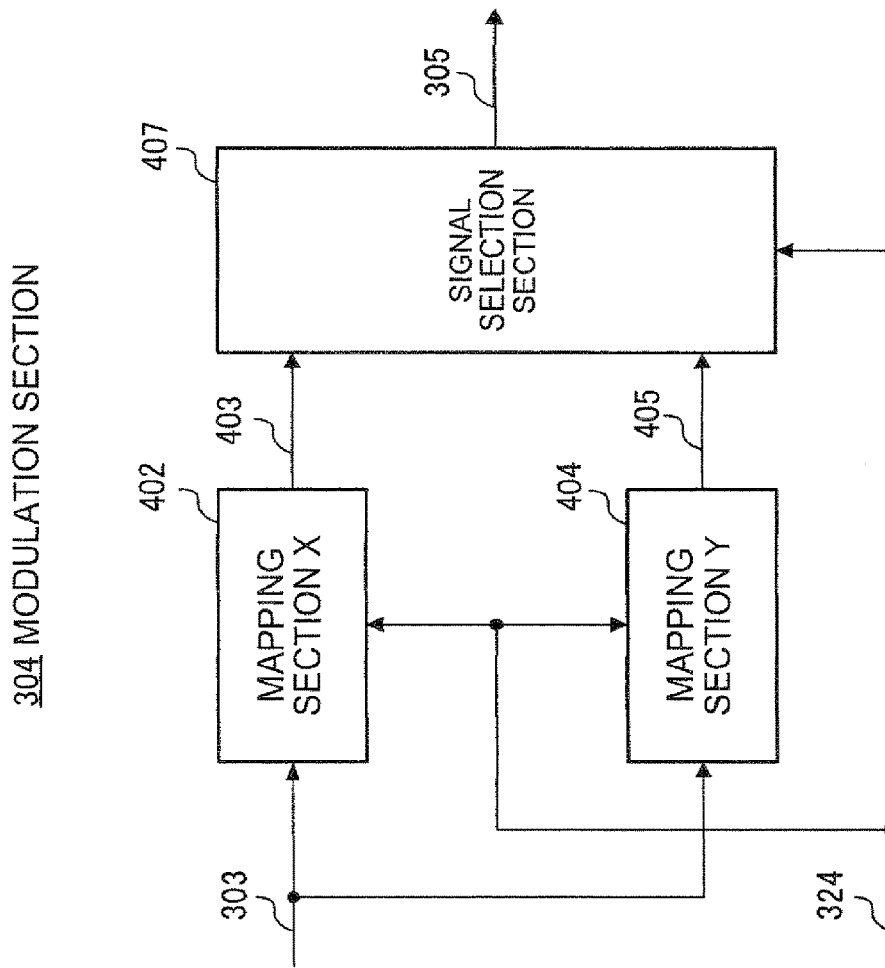 304 MODULATION SECTION
303
402
MAPPING
SECTION X
403
407
SIGNAL
SELECTION
SECTION
305
404
MAPPING
SECTION Y
405
324